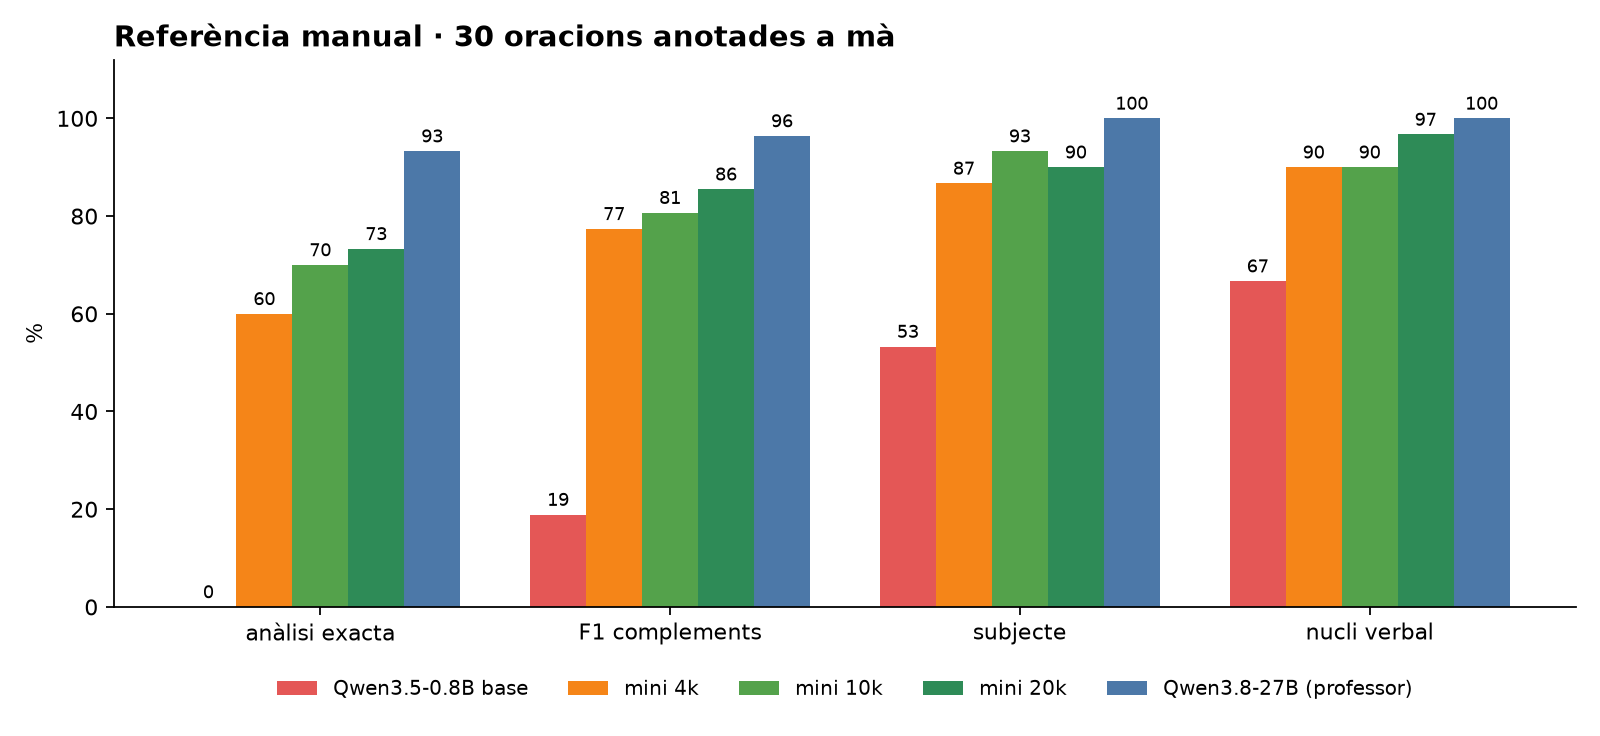 Referència manual · 30 oracions anotades a mà
%
100
80
60
40
20
0
0 60 70 73 93
19 77 81 86 96
53 87 93 90 100
67 90 90 97 100
anàlisi exacta F1 complements subjecte nucli verbal
Qwen3.5-0.8B base mini 4k mini 10k mini 20k Qwen3.8-27B (professor)